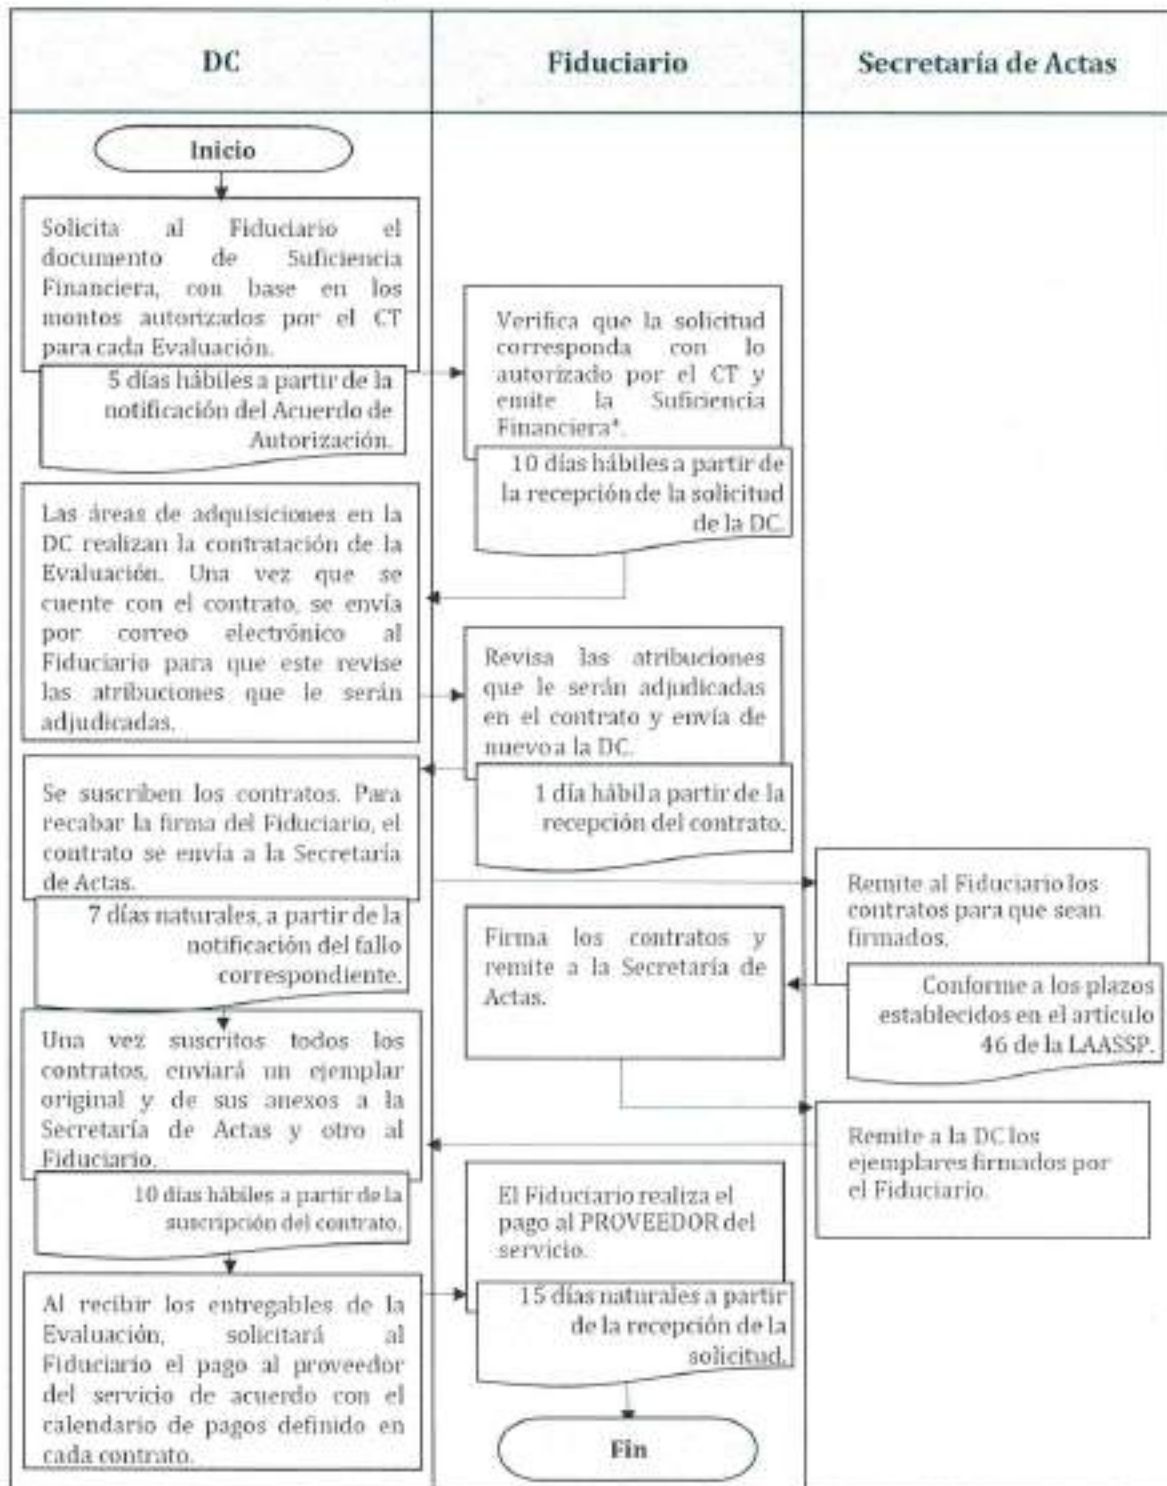 DC
Fiduciario
Secretaría de Actas
Inicio
Solicita al Fiduciario el
documento de Suficiencia
Financiera, con base en los
montos autorizados por el CT
para cada Evaluación.
5 días hábiles a partir de la
notificación del Acuerdo de
Autorización.
Verifica que la solicitud
corresponda con lo
autorizado por el CT y
emite la Suficiencia
Financiera*.
10 días hábiles a partir de
la recepción de la solicitud
de la DC.
Las áreas de adquisiciones en la
DC realizan la contratación de la
Evaluación. Una vez que se
cuente con el contrato, se envía
por correo electrónico al
Fiduciario para que este revise
las atribuciones que le serán
adjudicadas.
Revisa las atribuciones
que le serán adjudicadas
en el contrato y envía de
nuevo a la DC.
1 día hábil a partir de la
recepción del contrato.
Se suscriben los contratos. Para
recabar la firma del Fiduciario, el
contrato se envía a la Secretaría
de Actas.
7 días naturales, a partir de la
notificación del fallo
correspondiente.
Remite al Fiduciario los
contratos para que sean
firmados.
Conforme a los plazos
establecidos en el artículo
46 de la LAASSP.
Firma los contratos y
remite a la Secretaría de
Actas.
Remite a la DC los
ejemplares firmados por
el Fiduciario.
Una vez suscritos todos los
contratos, enviará un ejemplar
original y de sus anexos a la
Secretaría de Actas y otro al
Fiduciario.
10 días hábiles a partir de la
suscripción del contrato.
Al recibir los entregables de la
Evaluación, solicitará al
Fiduciario el pago al proveedor
del servicio de acuerdo con el
calendario de pagos definido en
cada contrato.
El Fiduciario realiza el
pago al PROVEEDOR del
servicio.
15 días naturales a partir
de la recepción de la
solicitud.
Fin